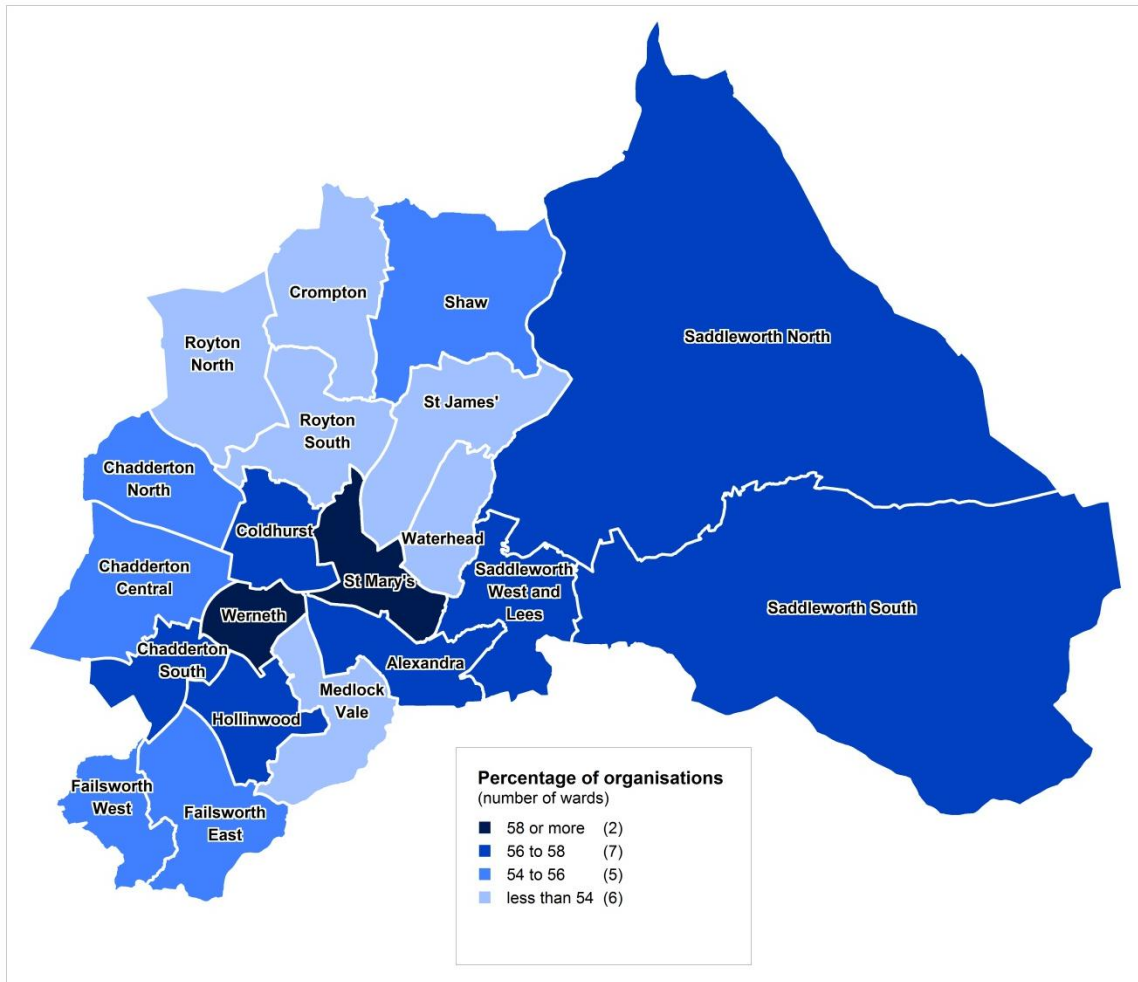 Crompton
Shaw
Royton
North
Saddleworth North
St James'
Royton
South
Chadderton
North
Coldhurst
Waterhead
Chadderton
Central
St Mary's
Saddleworth
West and
Lees
Saddleworth South
Werneth
Chadderton
South
Alexandra
Medlock
Vale
Hollinwood
Failsworth
West
Failsworth
East
Percentage of organisations
(number of wards)
58 or more (2)
56 to 58 (7)
54 to 56 (5)
less than 54 (6)